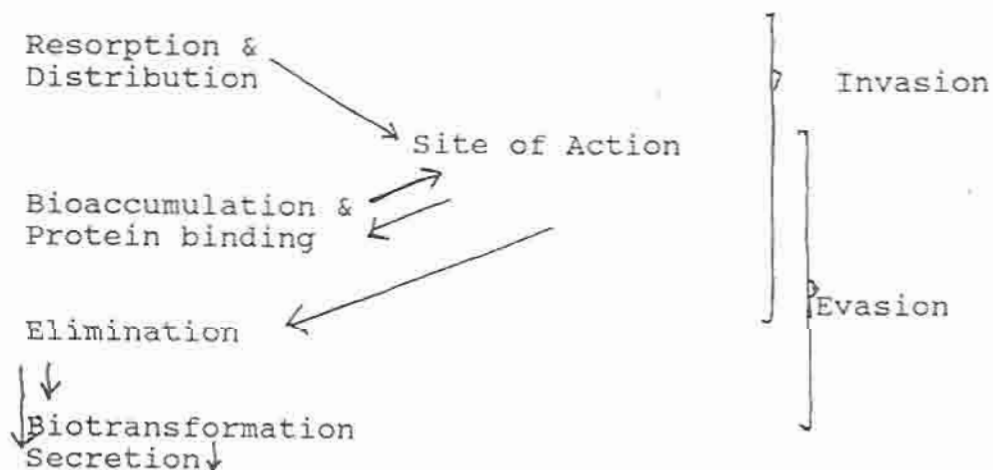 Resorption &
Distribution
Invasion
Site of Action
Bioaccumulation &
Protein binding
Evasion
Elimination
Biotransformation
Secretion